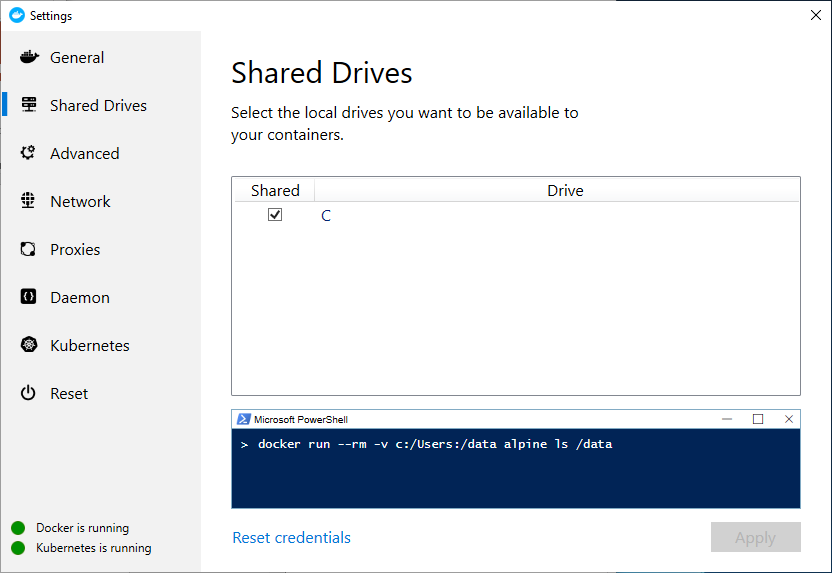 Settings
General
Shared Drives
Advanced
Network
Proxies
Daemon
Kubernetes
Reset
Docker is running
Kubernetes is running
Shared Drives
Select the local drives you want to be available to
your containers.
Shared Drive
C
Microsoft PowerShell
> docker run --rm -v c:/Users:/data alpine ls /data
Reset credentials
Apply